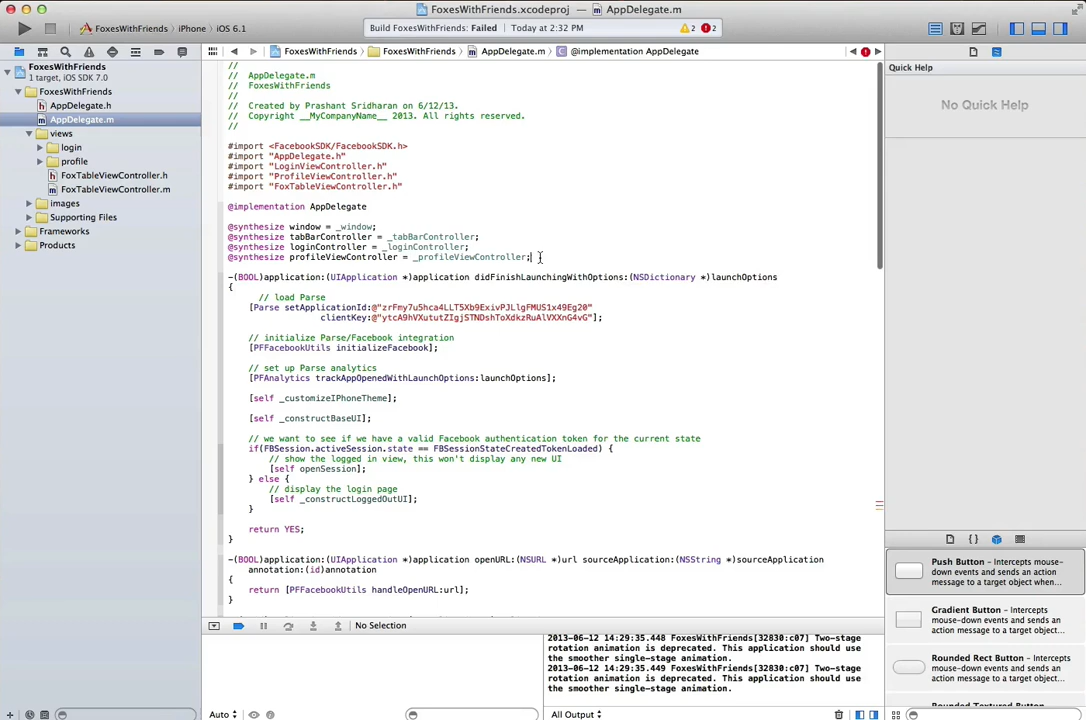 FoxesWithFriends.xcodeproj — AppDelegate.m
FoxesWithFriends iPhone iOS 6.1
Build FoxesWithFriends: Failed Today at 2:32 PM 2 2
FoxesWithFriends FoxesWithFriends AppDelegate.m @implementation AppDelegate
FoxesWithFriends
1 target, iOS SDK 7.0
FoxesWithFriends
AppDelegate.h
AppDelegate.m
views
login
profile
FoxTableViewController.h
FoxTableViewController.m
images
Supporting Files
Frameworks
Products
//
// AppDelegate.m
// FoxesWithFriends
//
// Created by Prashant Sridharan on 6/12/13.
// Copyright __MyCompanyName__ 2013. All rights reserved.
//
#import <FacebookSDK/FacebookSDK.h>
#import "AppDelegate.h"
#import "LoginViewController.h"
#import "ProfileViewController.h"
#import "FoxTableViewController.h"
@implementation AppDelegate
@synthesize window = _window;
@synthesize tabBarController = _tabBarController;
@synthesize loginController = _loginController;
@synthesize profileViewController = _profileViewController;
-(BOOL)application:(UIApplication *)application didFinishLaunchingWithOptions:(NSDictionary *)launchOptions
{
// load Parse
[Parse setApplicationId:@"zrFmy7u5hca4LLT5Xb9ExivPJLlgFMUS1x49Eg20"
clientKey:@"ytcA9hVXututZIgjSTNDshToXdkzRuAlVXXnG4vG"];
// initialize Parse/Facebook integration
[PFFacebookUtils initializeFacebook];
// set up Parse analytics
[PFAnalytics trackAppOpenedWithLaunchOptions:launchOptions];
[self _customizeIPhoneTheme];
[self _constructBaseUI];
// we want to see if we have a valid Facebook authentication token for the current state
if(FBSession.activeSession.state == FBSessionStateCreatedTokenLoaded) {
// show the logged in view, this won't display any new UI
[self openSession];
} else {
// display the login page
[self _constructLoggedOutUI];
}
return YES;
}
-(BOOL)application:(UIApplication *)application openURL:(NSURL *)url sourceApplication:(NSString *)sourceApplication
annotation:(id)annotation
{
return [PFFacebookUtils handleOpenURL:url];
}
No Selection
2013-06-12 14:29:35.448 FoxesWithFriends[32830:c07] Two-stage
rotation animation is deprecated. This application should use
the smoother single-stage animation.
2013-06-12 14:29:35.449 FoxesWithFriends[32830:c07] Two-stage
rotation animation is deprecated. This application should use
the smoother single-stage animation.
Auto
All Output
Quick Help
No Quick Help
Push Button - Intercepts mouse-
down events and sends an action
message to a target object when...
Gradient Button - Intercepts
mouse-down events and sends an
action message to a target object...
Rounded Rect Button - Intercepts
mouse-down events and sends an
action message to a target object...
Rounded Textured Button